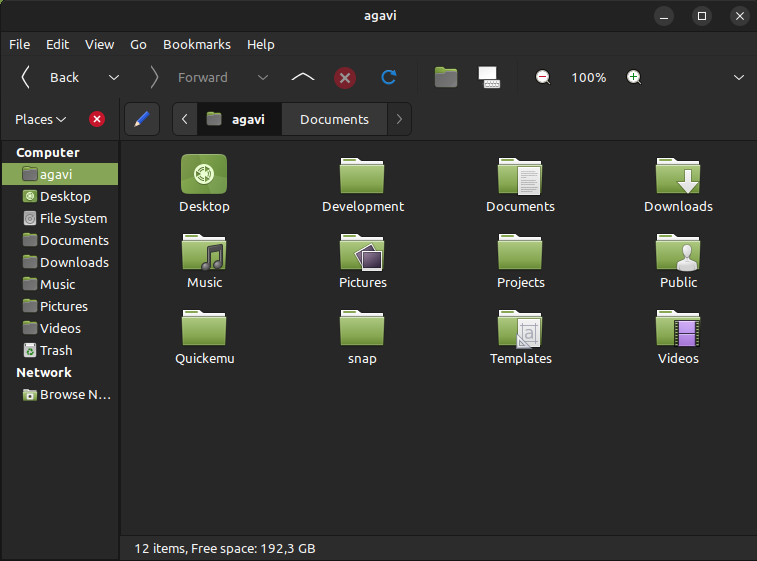 agavi
File Edit View Go Bookmarks Help
Back Forward 100%
Places agavi Documents
Computer
agavi
Desktop
File System
Documents
Downloads
Music
Pictures
Videos
Trash
Network
Browse N...
Desktop Development Documents Downloads
Music Pictures Projects Public
Quickemu snap Templates Videos
12 items, Free space: 192,3 GB